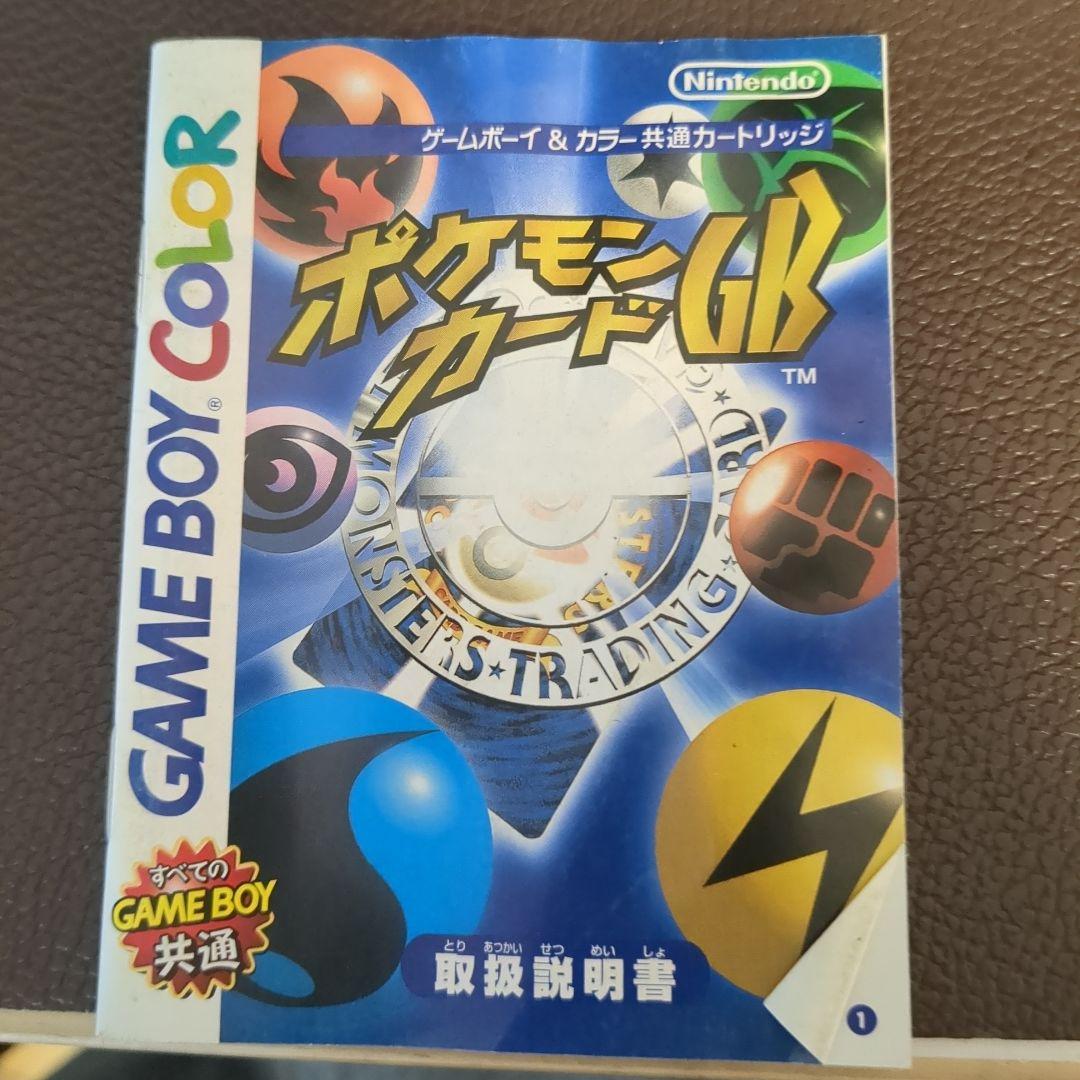 Nintendo®
ゲームボーイ & カラー共通カートリッジ
ポケモン
カードGB
TM
GAME BOY® COLOR
MONSTERS★TRADING★CARD
STARS
すべての
GAME BOY
共通
とり あつかい せつ めい しょ
取扱説明書
1